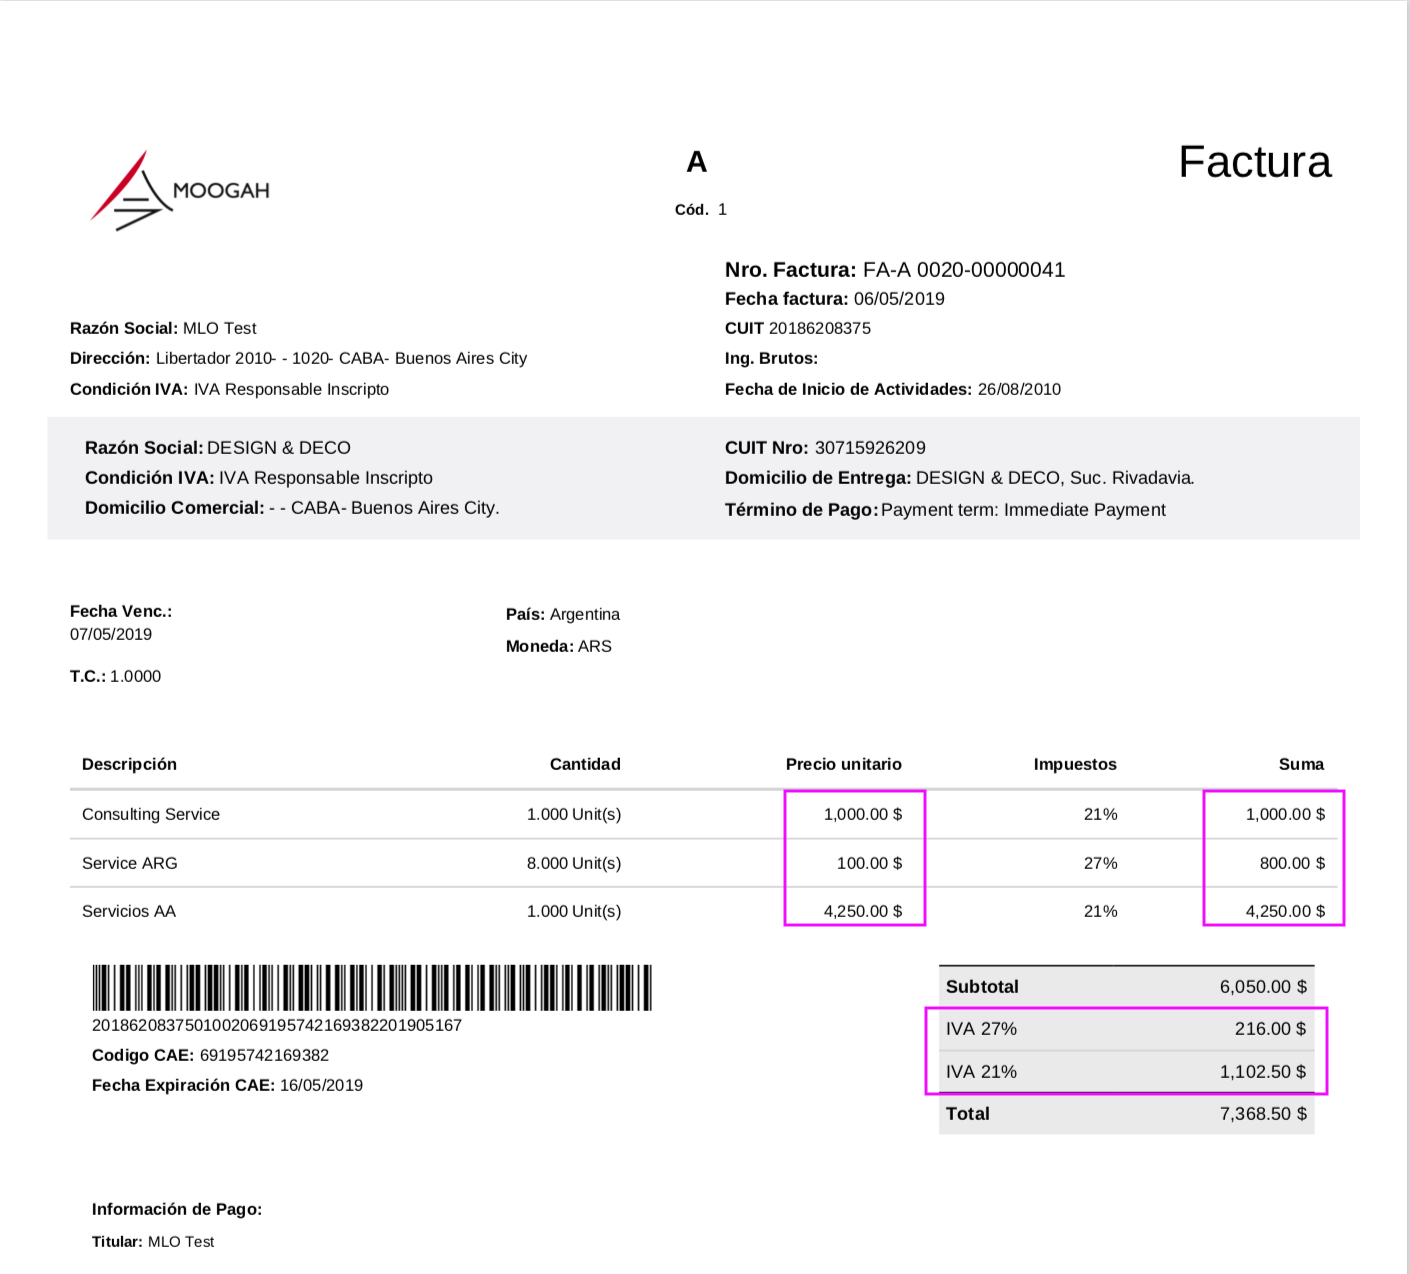 MOOGAH
A
Cód. 1
Factura
Nro. Factura: FA-A 0020-00000041
Fecha factura: 06/05/2019
Razón Social: MLO Test
CUIT 20186208375
Dirección: Libertador 2010- - 1020- CABA- Buenos Aires City
Ing. Brutos:
Condición IVA: IVA Responsable Inscripto
Fecha de Inicio de Actividades: 26/08/2010
Razón Social: DESIGN & DECO
CUIT Nro: 30715926209
Condición IVA: IVA Responsable Inscripto
Domicilio de Entrega: DESIGN & DECO, Suc. Rivadavia.
Domicilio Comercial: - - CABA- Buenos Aires City.
Término de Pago: Payment term: Immediate Payment
Fecha Venc.:
07/05/2019
País: Argentina
Moneda: ARS
T.C.: 1.0000
Descripción Cantidad Precio unitario Impuestos Suma
Consulting Service 1.000 Unit(s) 1,000.00 $ 21% 1,000.00 $
Service ARG 8.000 Unit(s) 100.00 $ 27% 800.00 $
Servicios AA 1.000 Unit(s) 4,250.00 $ 21% 4,250.00 $
2018620837501002069195742169382201905167
Codigo CAE: 69195742169382
Fecha Expiración CAE: 16/05/2019
Subtotal 6,050.00 $
IVA 27% 216.00 $
IVA 21% 1,102.50 $
Total 7,368.50 $
Información de Pago:
Titular: MLO Test